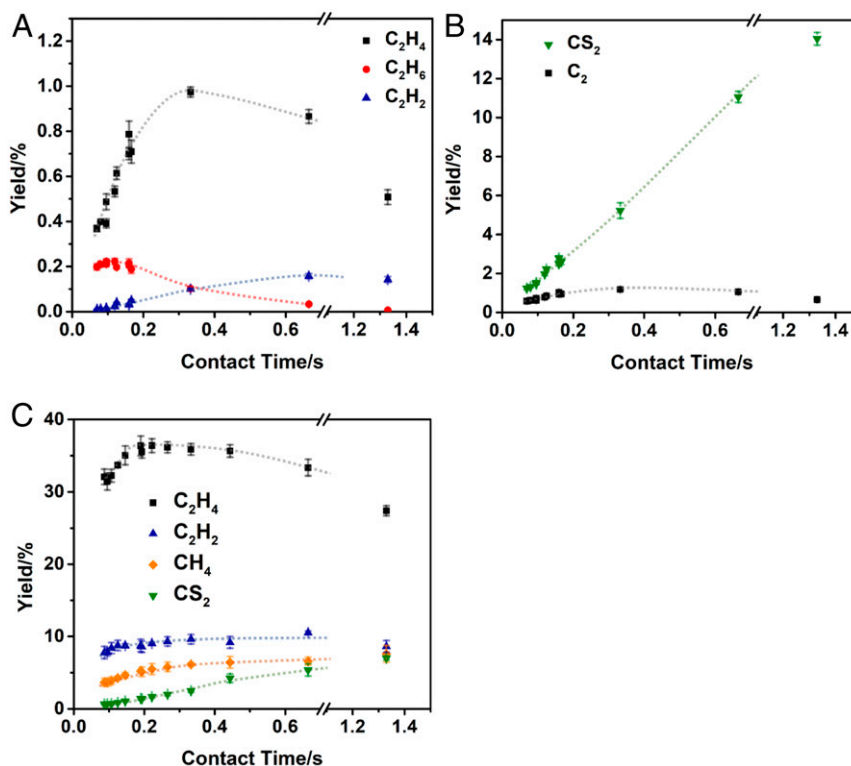 A
1.2
1.0
0.8
0.6
0.4
0.2
0.0
Yield/%
C₂H₄
C₂H₆
C₂H₂
0.0 0.2 0.4 0.6 1.2 1.4
Contact Time/s
B
14
12
10
8
6
4
2
0
Yield/%
CS₂
C₂
0.0 0.2 0.4 0.6 1.2 1.4
Contact Time/s
C
40
30
20
10
0
Yield/%
C₂H₄
C₂H₂
CH₄
CS₂
0.0 0.2 0.4 0.6 1.2 1.4
Contact Time/s